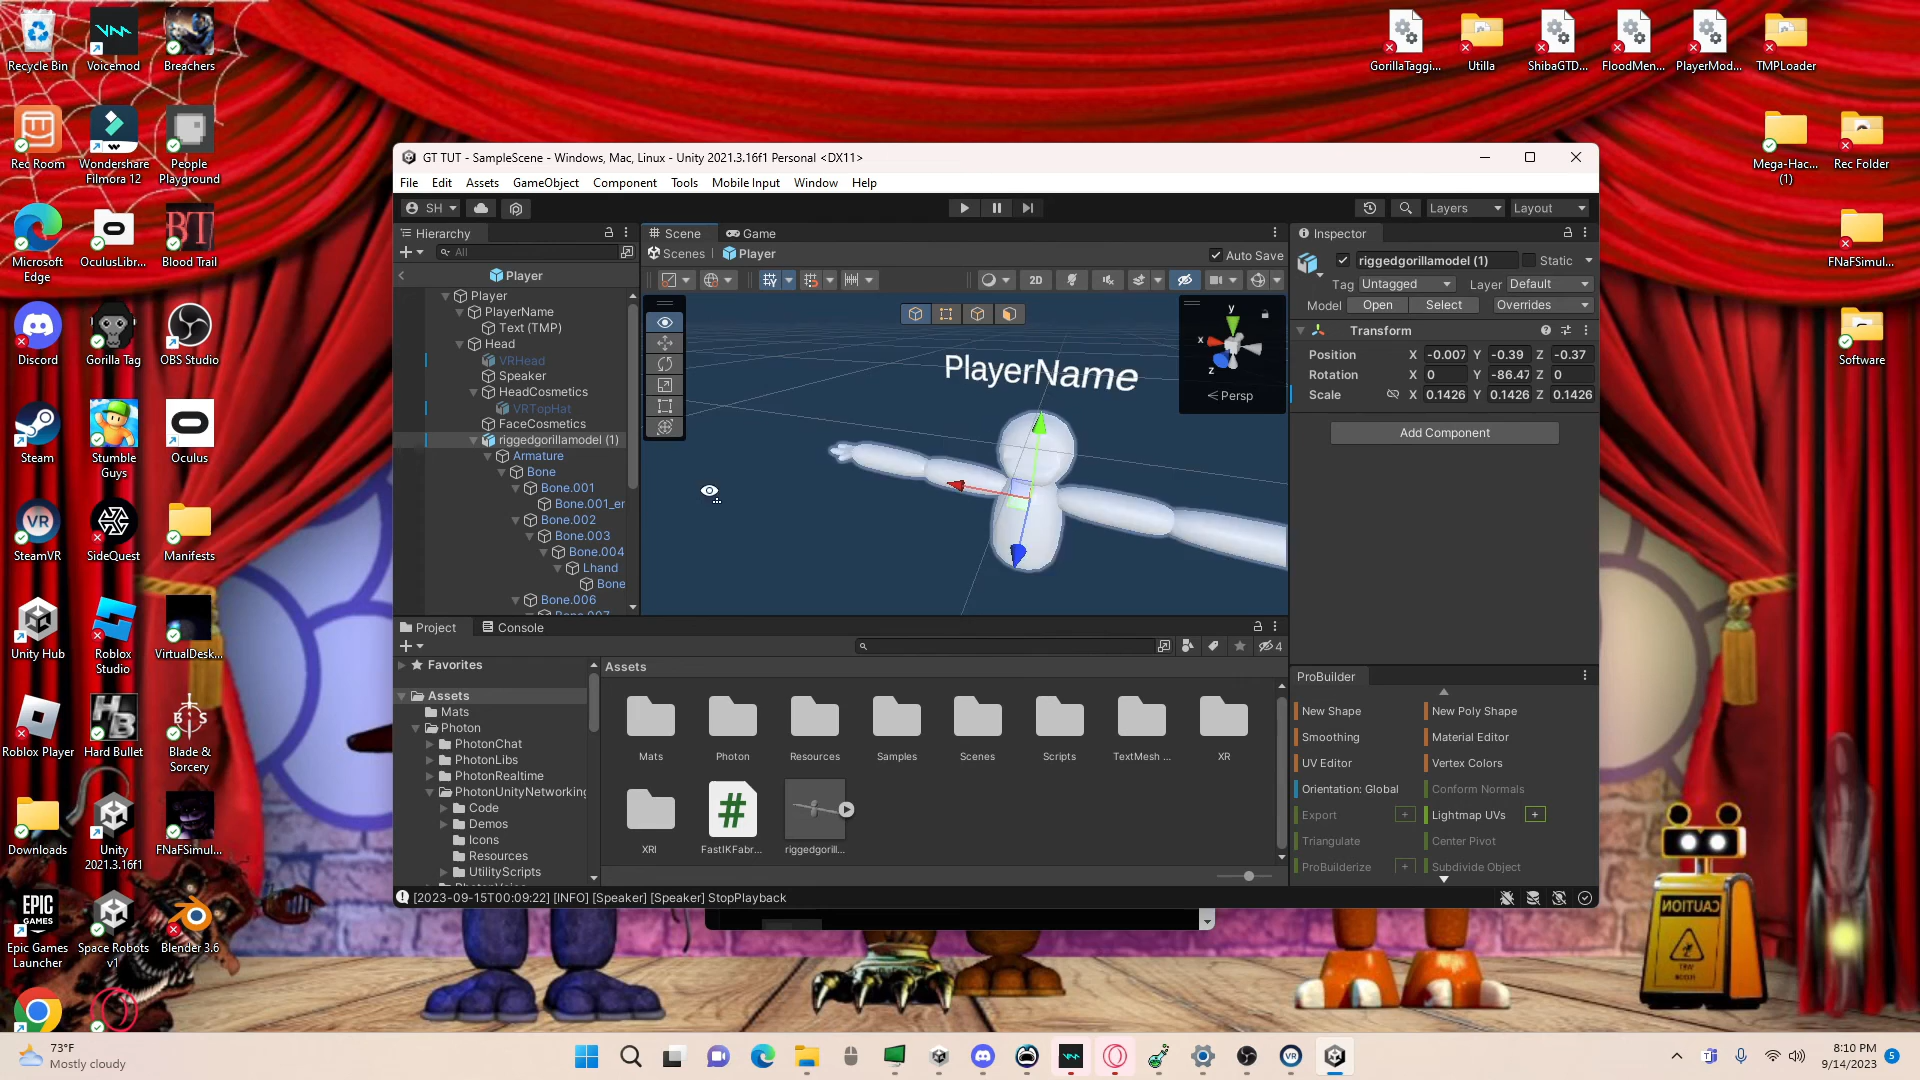 Recycle Bin
Voicemod
Breachers
GorillaTaggi...
Utilla
ShibaGTD...
FloodMen...
PlayerMod...
TMPLoader
Rec Room
Wondershare Filmora 12
People Playground
Mega-Hac... (1)
Rec Folder
Microsoft Edge
OculusLibr...
Blood Trail
FNaFSimul...
Discord
Gorilla Tag
OBS Studio
Software
Steam
Stumble Guys
Oculus
SteamVR
SideQuest
Manifests
Unity Hub
Roblox Studio
VirtualDesk...
Roblox Player
Hard Bullet
Blade & Sorcery
Downloads
Unity 2021.3.16f1
FNaFSimul...
Epic Games Launcher
Space Robots v1
Blender 3.6
GT TUT - SampleScene - Windows, Mac, Linux - Unity 2021.3.16f1 Personal <DX11>
File Edit Assets GameObject Component Tools Mobile Input Window Help
SH
Layers
Layout
Hierarchy
All
Player
Player
PlayerName
Text (TMP)
Head
VRHead
Speaker
HeadCosmetics
VRTopHat
FaceCosmetics
riggedgorillamodel (1)
Armature
Bone
Bone.001
Bone.001_er
Bone.002
Bone.003
Bone.004
Lhand
Bone
Bone.006
Scene
Game
Scenes
Player
Auto Save
2D
PlayerName
y
x
z
Persp
Inspector
riggedgorillamodel (1)
Static
Tag Untagged
Layer Default
Model Open Select Overrides
Transform
Position X -0.007 Y -0.39 Z -0.37
Rotation X 0 Y -86.47 Z 0
Scale X 0.1426 Y 0.1426 Z 0.1426
Add Component
Project
Console
4
Favorites
Assets
Mats
Photon
PhotonChat
PhotonLibs
PhotonRealtime
PhotonUnityNetworking
Code
Demos
Icons
Resources
UtilityScripts
Assets
Mats
Photon
Resources
Samples
Scenes
Scripts
TextMesh ...
XR
XRI
FastIKFabr...
riggedgorill...
ProBuilder
New Shape
New Poly Shape
Smoothing
Material Editor
UV Editor
Vertex Colors
Orientation: Global
Conform Normals
Export
Lightmap UVs
Triangulate
Center Pivot
ProBuilderize
Subdivide Object
[2023-09-15T00:09:22] [INFO] [Speaker] [Speaker] StopPlayback
CAUTION
73°F
Mostly cloudy
8:10 PM
9/14/2023
5